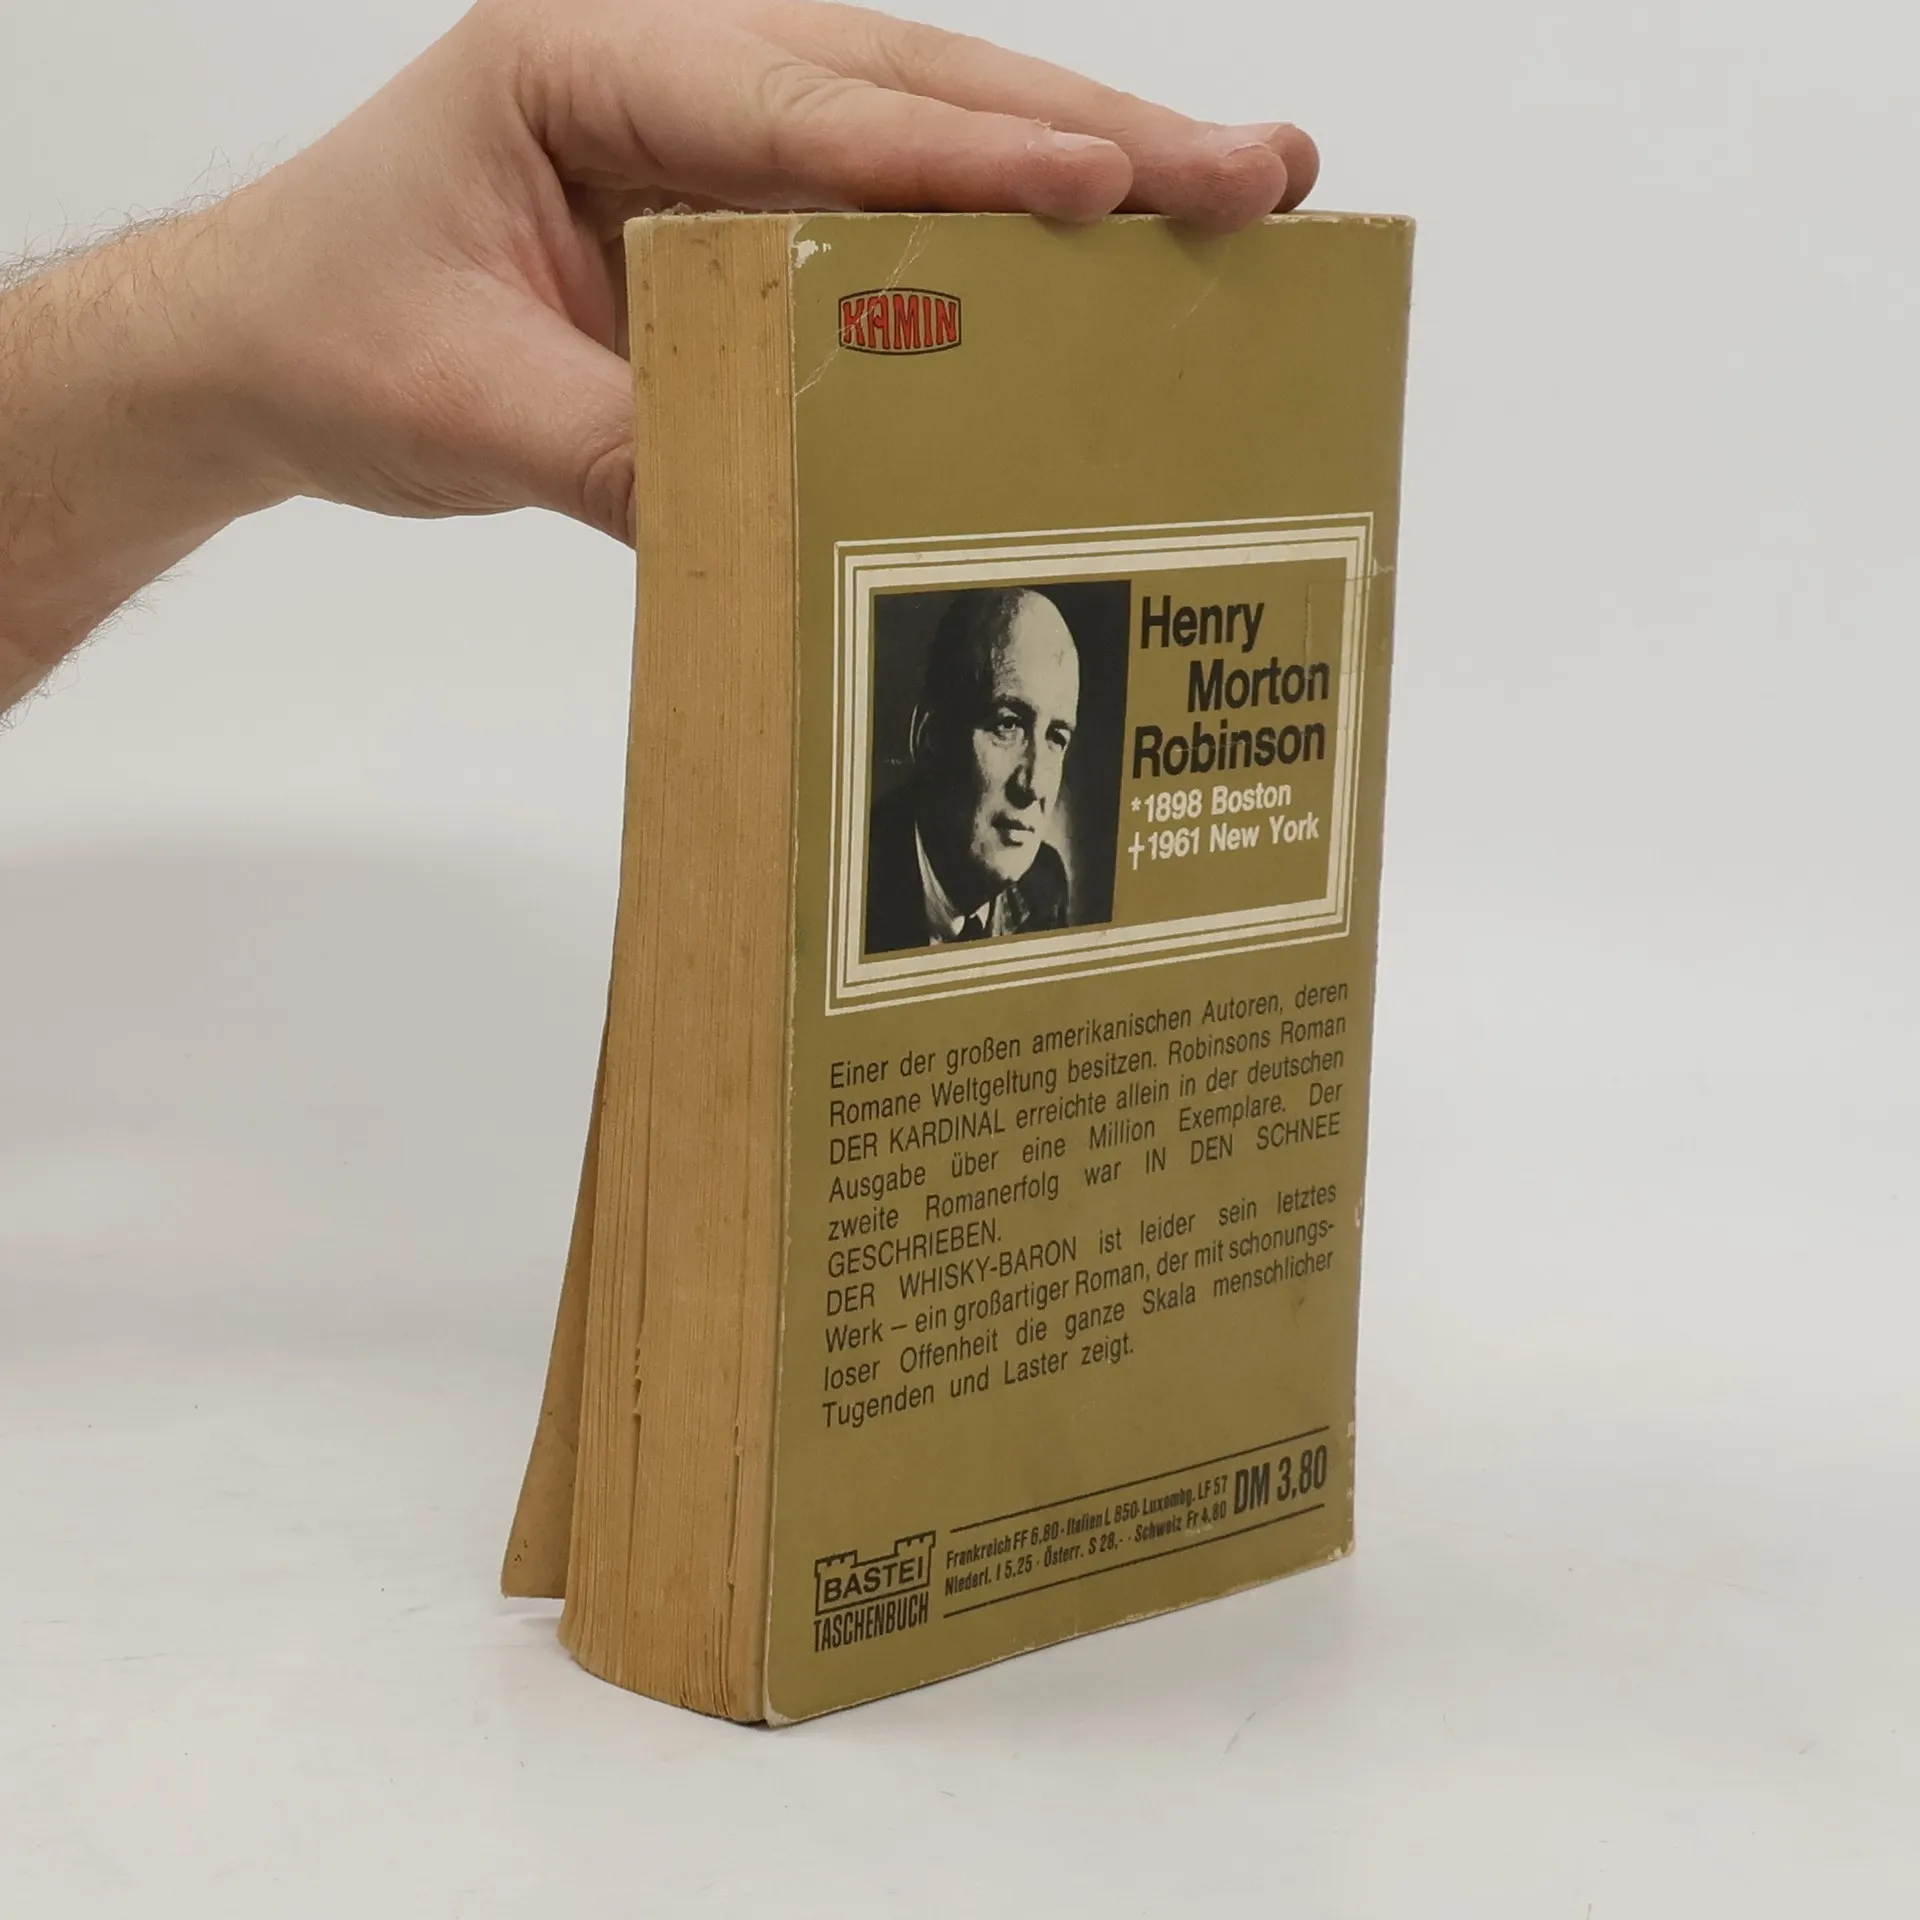 KAMIN
Henry
Morton
Robinson
*1898 Boston
†1961 New York
Einer der großen amerikanischen Autoren, deren
Romane Weltgeltung besitzen. Robinsons Roman
DER KARDINAL erreichte allein in der deutschen
Ausgabe über eine Million Exemplare. Der
zweite Romanerfolg war IN DEN SCHNEE
GESCHRIEBEN.
DER WHISKY-BARON ist leider sein letztes
Werk – ein großartiger Roman, der mit schonungs-
loser Offenheit die ganze Skala menschlicher
Tugenden und Laster zeigt.
BASTEI
TASCHENBUCH
Frankreich FF 6,80 · Italien L 850 · Luxembg. LF 57
Niederl. f 5.25 · Österr. S 28,- · Schweiz Fr 4.80
DM 3.80